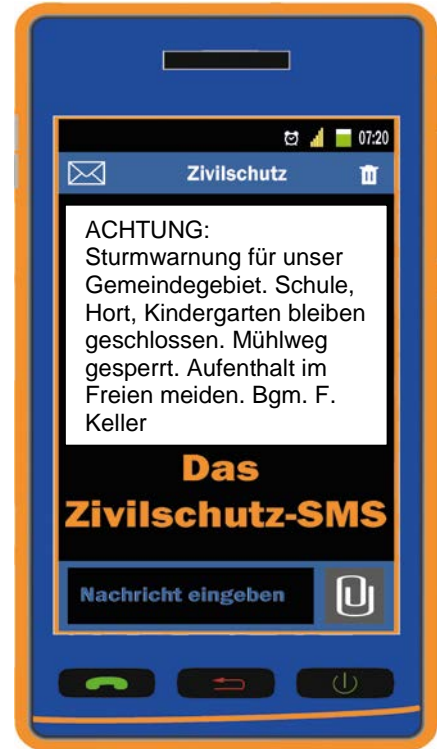 07:20
Zivilschutz
ACHTUNG:
Sturmwarnung für unser
Gemeindegebiet. Schule,
Hort, Kindergarten bleiben
geschlossen. Mühlweg
gesperrt. Aufenthalt im
Freien meiden. Bgm. F.
Keller
Das
Zivilschutz-SMS
Nachricht eingeben